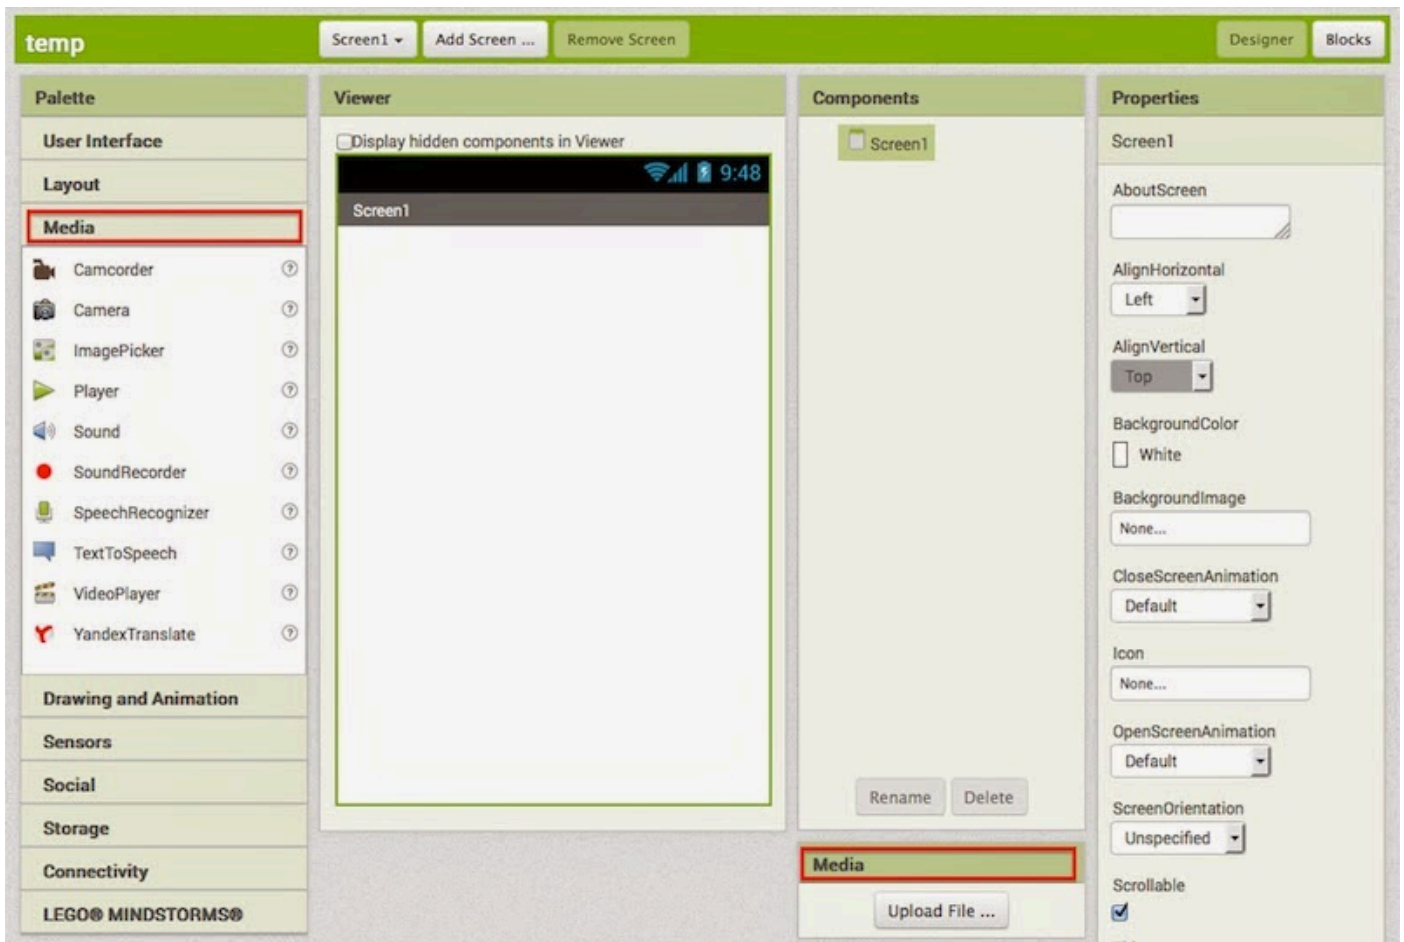 temp
Screen1
Add Screen ...
Remove Screen
Designer
Blocks
Palette
User Interface
Layout
Media
Camcorder
Camera
ImagePicker
Player
Sound
SoundRecorder
SpeechRecognizer
TextToSpeech
VideoPlayer
YandexTranslate
Drawing and Animation
Sensors
Social
Storage
Connectivity
LEGO® MINDSTORMS®
Viewer
Display hidden components in Viewer
9:48
Screen1
Components
Screen1
Rename
Delete
Media
Upload File ...
Properties
Screen1
AboutScreen
AlignHorizontal
Left
AlignVertical
Top
BackgroundColor
White
BackgroundImage
None...
CloseScreenAnimation
Default
Icon
None...
OpenScreenAnimation
Default
ScreenOrientation
Unspecified
Scrollable